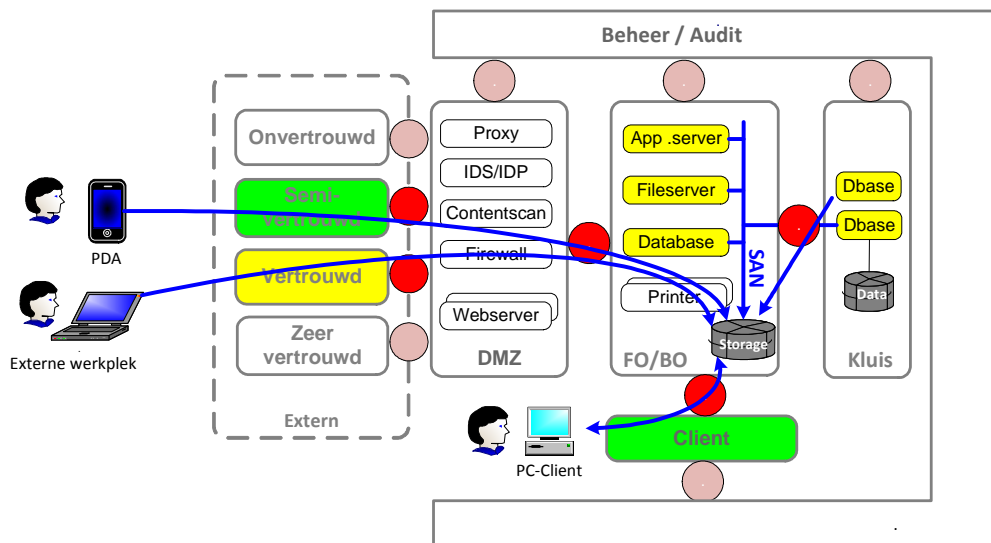 Beheer / Audit
Onvertrouwd
Semi-
vertrouwd
Vertrouwd
Zeer
vertrouwd
Extern
PDA
Externe werkplek
Proxy
IDS/IDP
Contentscan
Firewall
Webserver
DMZ
App .server
Fileserver
Database
Printer
SAN
Storage
FO/BO
Dbase
Dbase
Data
Kluis
Client
PC-Client